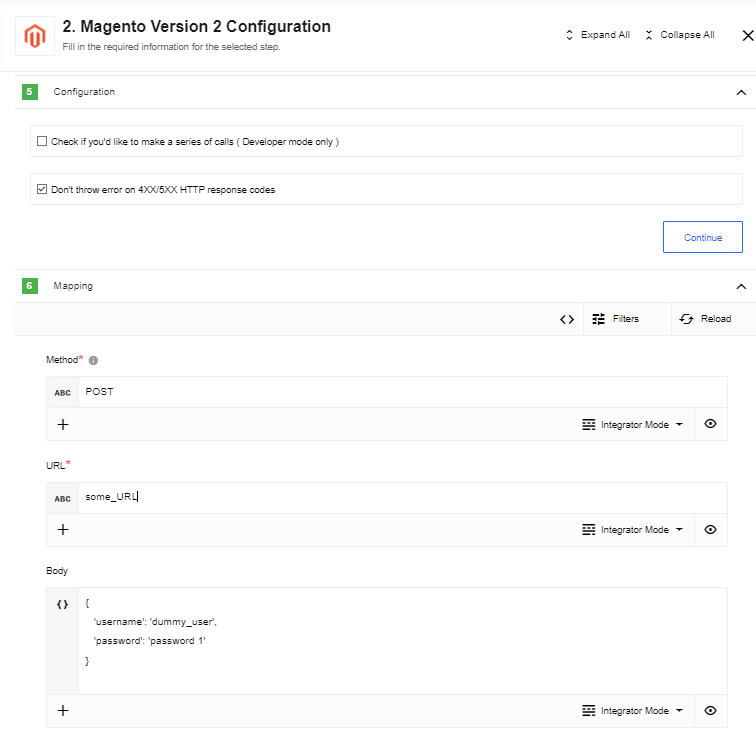 2. Magento Version 2 Configuration
Fill in the required information for the selected step.
Expand All
Collapse All
5 Configuration
Check if you'd like to make a series of calls ( Developer mode only )
Don't throw error on 4XX/5XX HTTP response codes
Continue
6 Mapping
<> Filters Reload
Method*
ABC POST
+ Integrator Mode
URL*
ABC some_URL
+ Integrator Mode
Body
{} {
'username': 'dummy_user',
'password': 'password 1'
}
+ Integrator Mode